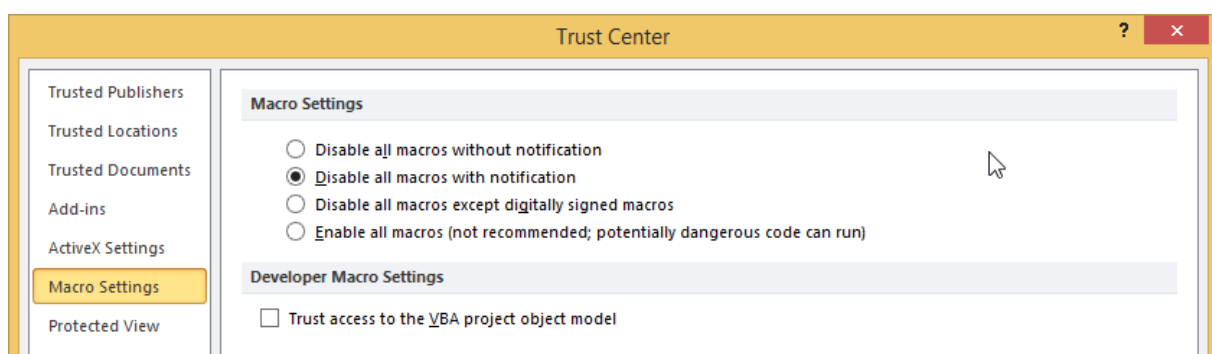 Trust Center
?
Trusted Publishers
Trusted Locations
Trusted Documents
Add-ins
ActiveX Settings
Macro Settings
Protected View
Macro Settings
Disable all macros without notification
Disable all macros with notification
Disable all macros except digitally signed macros
Enable all macros (not recommended; potentially dangerous code can run)
Developer Macro Settings
Trust access to the VBA project object model